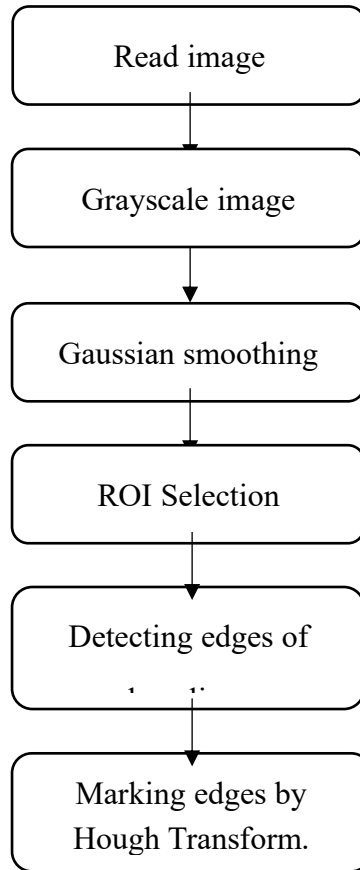 Read image
Grayscale image
Gaussian smoothing
ROI Selection
Detecting edges of
Marking edges by
Hough Transform.